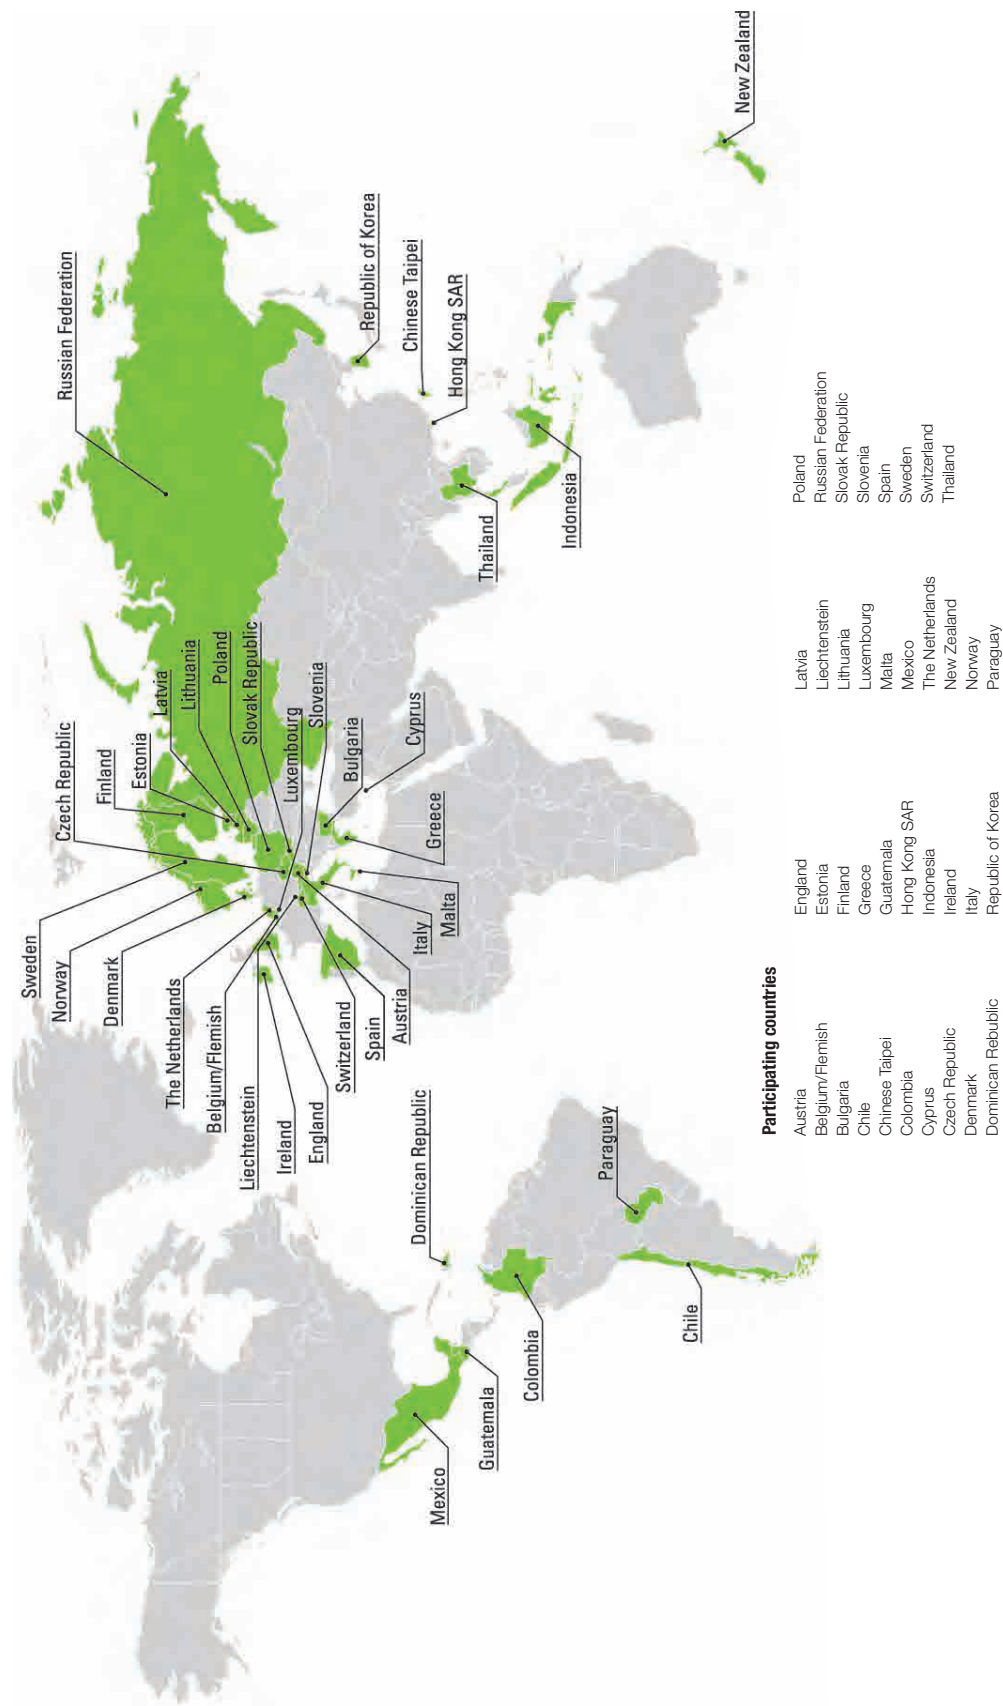 Sweden
Norway
Denmark
The Netherlands
Belgium/Flemish
Liechtenstein
Ireland
England
Switzerland
Spain
Austria
Italy
Malta
Greece
Cyprus
Bulgaria
Slovenia
Luxembourg
Slovak Republic
Poland
Lithuania
Latvia
Estonia
Finland
Czech Republic
Russian Federation
Republic of Korea
Chinese Taipei
Hong Kong SAR
Thailand
Indonesia
New Zealand
Dominican Republic
Paraguay
Chile
Colombia
Guatemala
Mexico
Participating countries
Austria
Belgium/Flemish
Bulgaria
Chile
Chinese Taipei
Colombia
Cyprus
Czech Republic
Denmark
Dominican Rebublic
England
Estonia
Finland
Greece
Guatemala
Hong Kong SAR
Indonesia
Ireland
Italy
Republic of Korea
Latvia
Liechtenstein
Lithuania
Luxembourg
Malta
Mexico
The Netherlands
New Zealand
Norway
Paraguay
Poland
Russian Federation
Slovak Republic
Slovenia
Spain
Sweden
Switzerland
Thailand